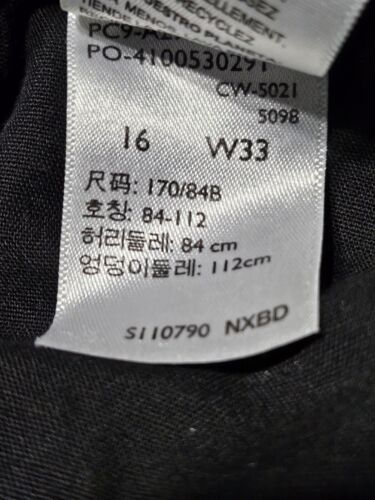 RECYCLEZ
PO-4100530291
CW-5021
5098
16 W33
尺码: 170/84B
호칭: 84-112
허리둘레: 84 cm
엉덩이둘레: 112cm
S110790 NXBD